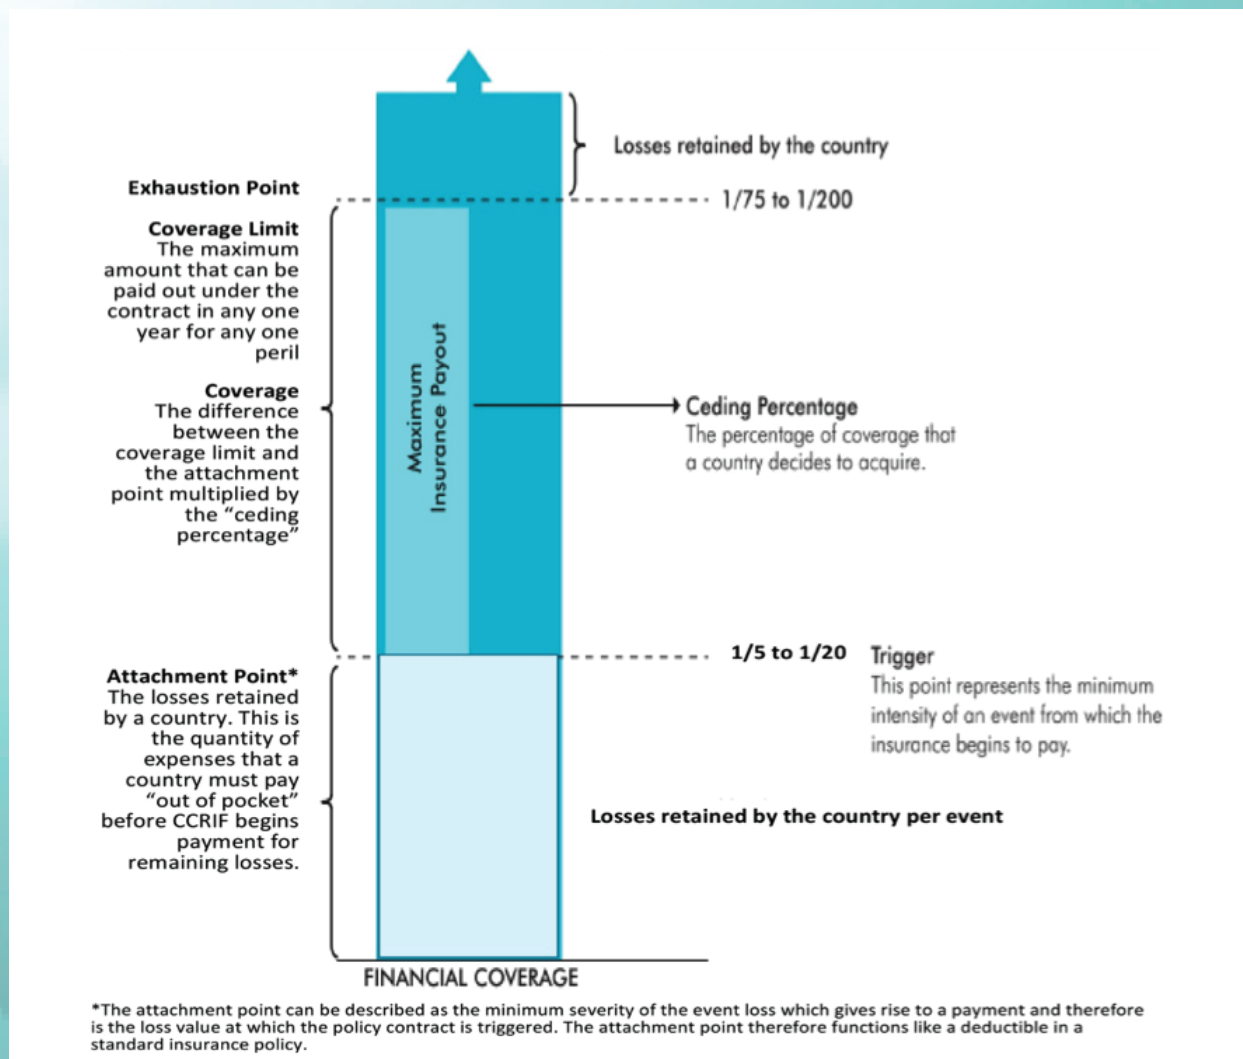 Losses retained by the country
Exhaustion Point
1/75 to 1/200
Coverage Limit
The maximum
amount that can be
paid out under the
contract in any one
year for any one
peril
Maximum
Insurance Payout
Coverage
The difference
between the
coverage limit and
the attachment
point multiplied by
the “ceding
percentage”
Ceding Percentage
The percentage of coverage that
a country decides to acquire.
1/5 to 1/20
Trigger
This point represents the minimum
intensity of an event from which the
insurance begins to pay.
Attachment Point*
The losses retained
by a country. This is
the quantity of
expenses that a
country must pay
“out of pocket”
before CCRIF begins
payment for
remaining losses.
Losses retained by the country per event
FINANCIAL COVERAGE
*The attachment point can be described as the minimum severity of the event loss which gives rise to a payment and therefore
is the loss value at which the policy contract is triggered. The attachment point therefore functions like a deductible in a
standard insurance policy.